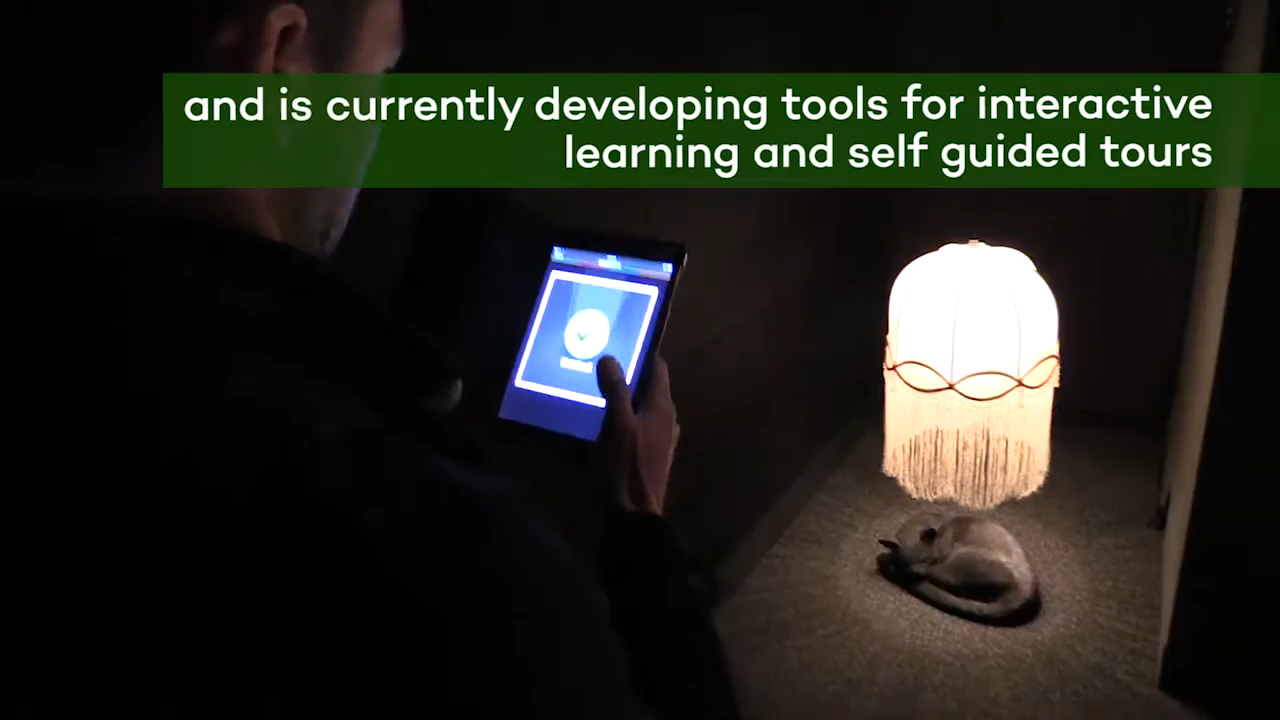 and is currently developing tools for interactive
learning and self guided tours